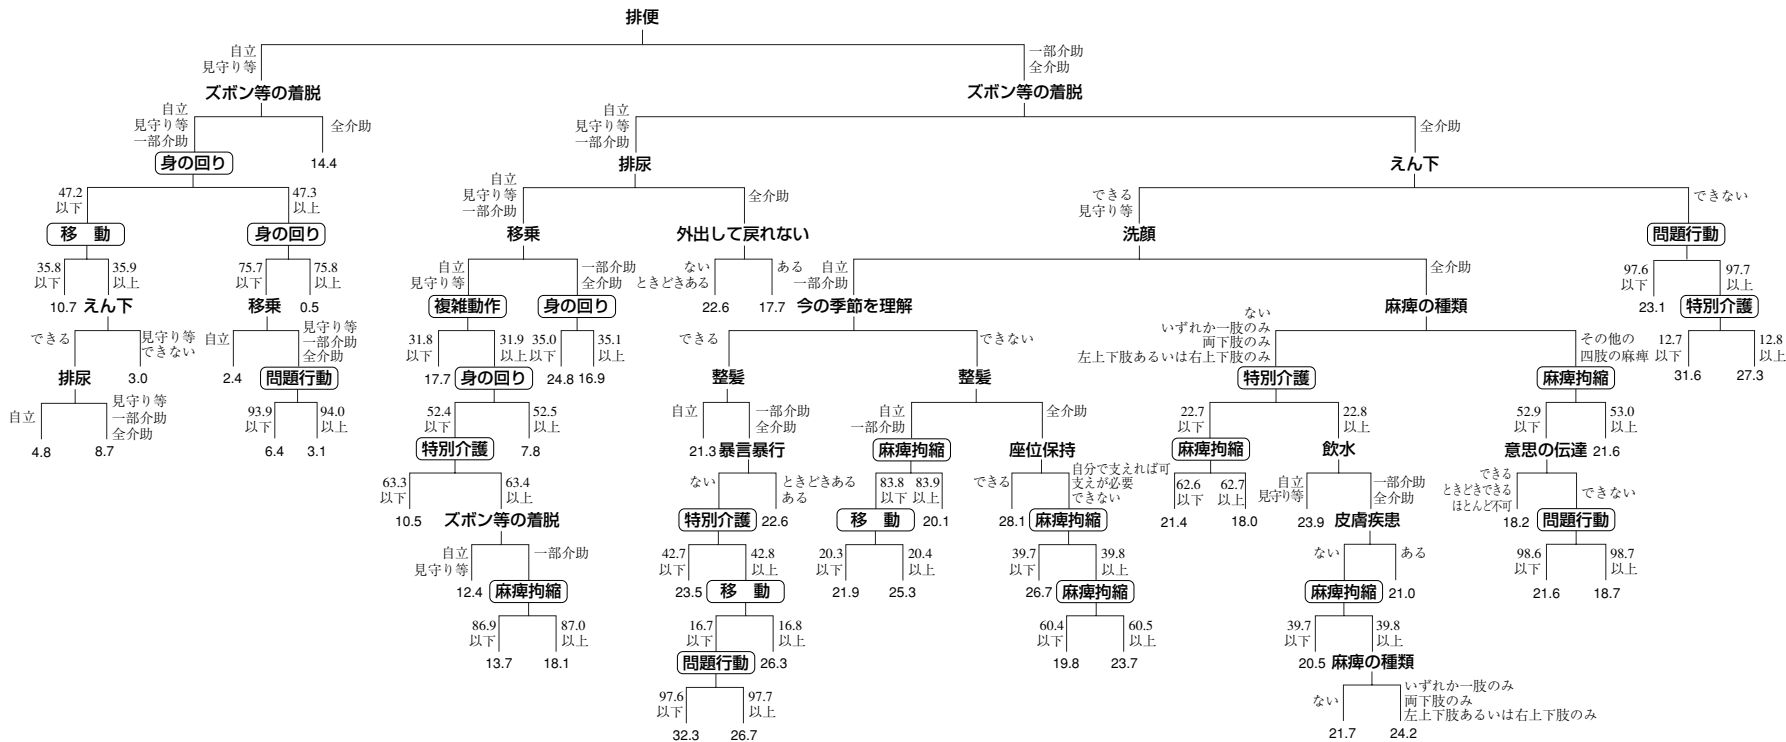 排便
自立
見守り等
一部介助
全介助
ズボン等の着脱
ズボン等の着脱
自立
見守り等
一部介助
全介助
自立
見守り等
一部介助
全介助
身の回り
14.4
排尿
えん下
47.2
以下
47.3
以上
自立
見守り等
一部介助
全介助
できる
見守り等
できない
移 動
身の回り
移乗
外出して戻れない
洗顔
問題行動
35.8
以下
35.9
以上
75.7
以下
75.8
以上
自立
見守り等
一部介助
全介助
ない
ときどきある
ある
自立
一部介助
全介助
97.6
以下
97.7
以上
10.7
えん下
移乗
0.5
複雑動作
身の回り
22.6
17.7
今の季節を理解
麻痺の種類
23.1
特別介護
できる
見守り等
できない
自立
見守り等
一部介助
全介助
31.8
以下
31.9
以上
35.0
以下
35.1
以上
できる
できない
ない
いずれか一肢のみ
両下肢のみ
左上下肢あるいは右上下肢のみ
その他の
四肢の麻痺
12.7
以下
12.8
以上
排尿
3.0
2.4
問題行動
17.7
身の回り
24.8
16.9
整髪
整髪
特別介護
麻痺拘縮
31.6
27.3
自立
見守り等
一部介助
全介助
93.9
以下
94.0
以上
52.4
以下
52.5
以上
自立
一部介助
全介助
自立
一部介助
全介助
22.7
以下
22.8
以上
52.9
以下
53.0
以上
4.8
8.7
6.4
3.1
特別介護
7.8
21.3
暴言暴行
麻痺拘縮
座位保持
麻痺拘縮
飲水
意思の伝達
21.6
63.3
以下
63.4
以上
ない
ときどきある
ある
83.8
以下
83.9
以上
できる
自分で支えれば可
支えが必要
できない
62.6
以下
62.7
以上
自立
見守り等
一部介助
全介助
できる
ときどきできる
ほとんど不可
できない
10.5
ズボン等の着脱
特別介護
22.6
移 動
20.1
28.1
麻痺拘縮
21.4
18.0
23.9
皮膚疾患
18.2
問題行動
自立
見守り等
一部介助
42.7
以下
42.8
以上
20.3
以下
20.4
以上
39.7
以下
39.8
以上
ない
ある
98.6
以下
98.7
以上
12.4
麻痺拘縮
23.5
移 動
21.9
25.3
26.7
麻痺拘縮
麻痺拘縮
21.0
21.6
18.7
86.9
以下
87.0
以上
16.7
以下
16.8
以上
60.4
以下
60.5
以上
39.7
以下
39.8
以上
13.7
18.1
問題行動
26.3
19.8
23.7
20.5
麻痺の種類
97.6
以下
97.7
以上
ない
いずれか一肢のみ
両下肢のみ
左上下肢あるいは右上下肢のみ
32.3
26.7
21.7
24.2